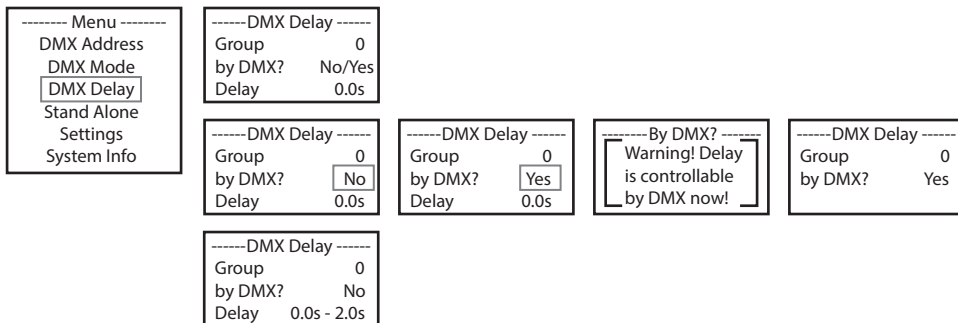 -------- Menu --------
DMX Address
DMX Mode
DMX Delay
Stand Alone
Settings
System Info
------DMX Delay ------
Group 0
by DMX? No/Yes
Delay 0.0s
------DMX Delay ------
Group 0
by DMX? No
Delay 0.0s
------DMX Delay ------
Group 0
by DMX? Yes
Delay 0.0s
--------By DMX? -------
Warning! Delay
is controllable
by DMX now!
------DMX Delay ------
Group 0
by DMX? Yes
------DMX Delay ------
Group 0
by DMX? No
Delay 0.0s - 2.0s